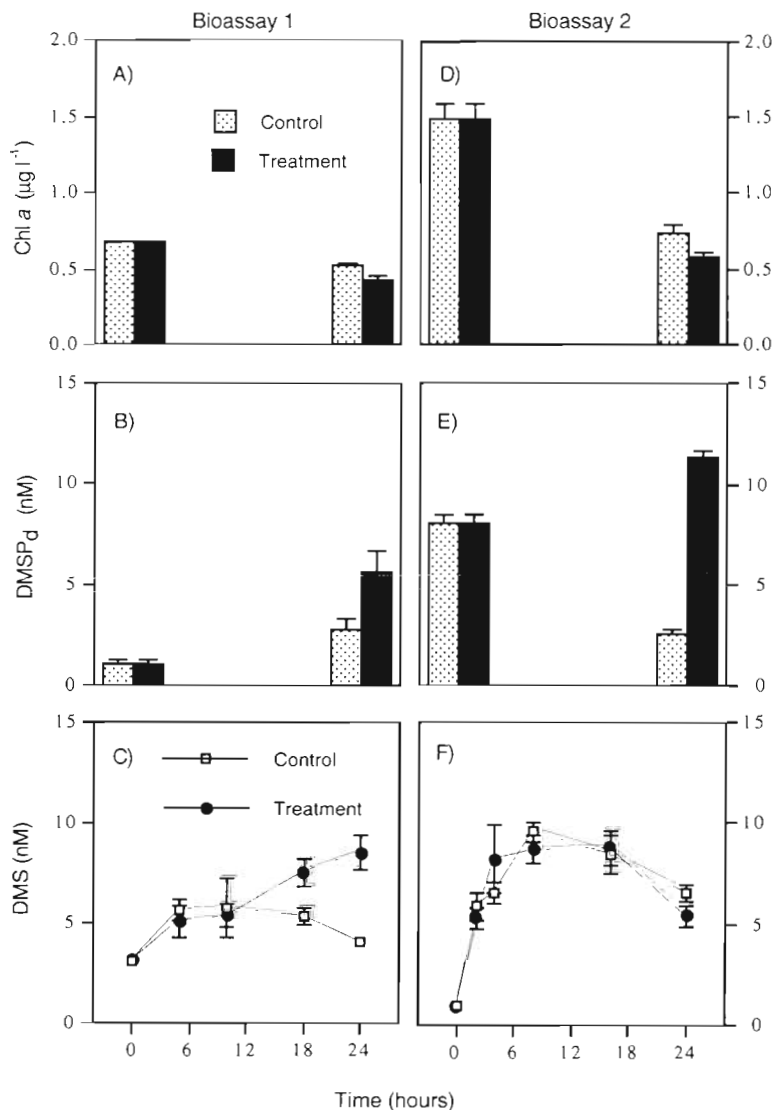 Bioassay 1
Bioassay 2
2.0
1.5
1.0
0.5
0.0
Chl a (µg l⁻¹)
A)
Control
Treatment
D)
2.0
1.5
1.0
0.5
0.0
15
10
5
0
DMSPd (nM)
B)
E)
15
10
5
0
15
10
5
0
DMS (nM)
C)
Control
Treatment
F)
15
10
5
0
0 6 12 18 24
0 6 12 18 24
Time (hours)